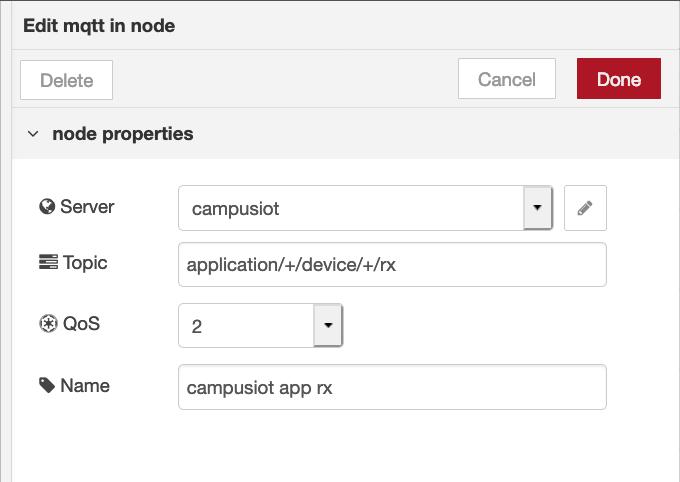 Edit mqtt in node
Delete
Cancel
Done
node properties
Server
campusiot
Topic
application/+/device/+/rx
QoS
2
Name
campusiot app rx